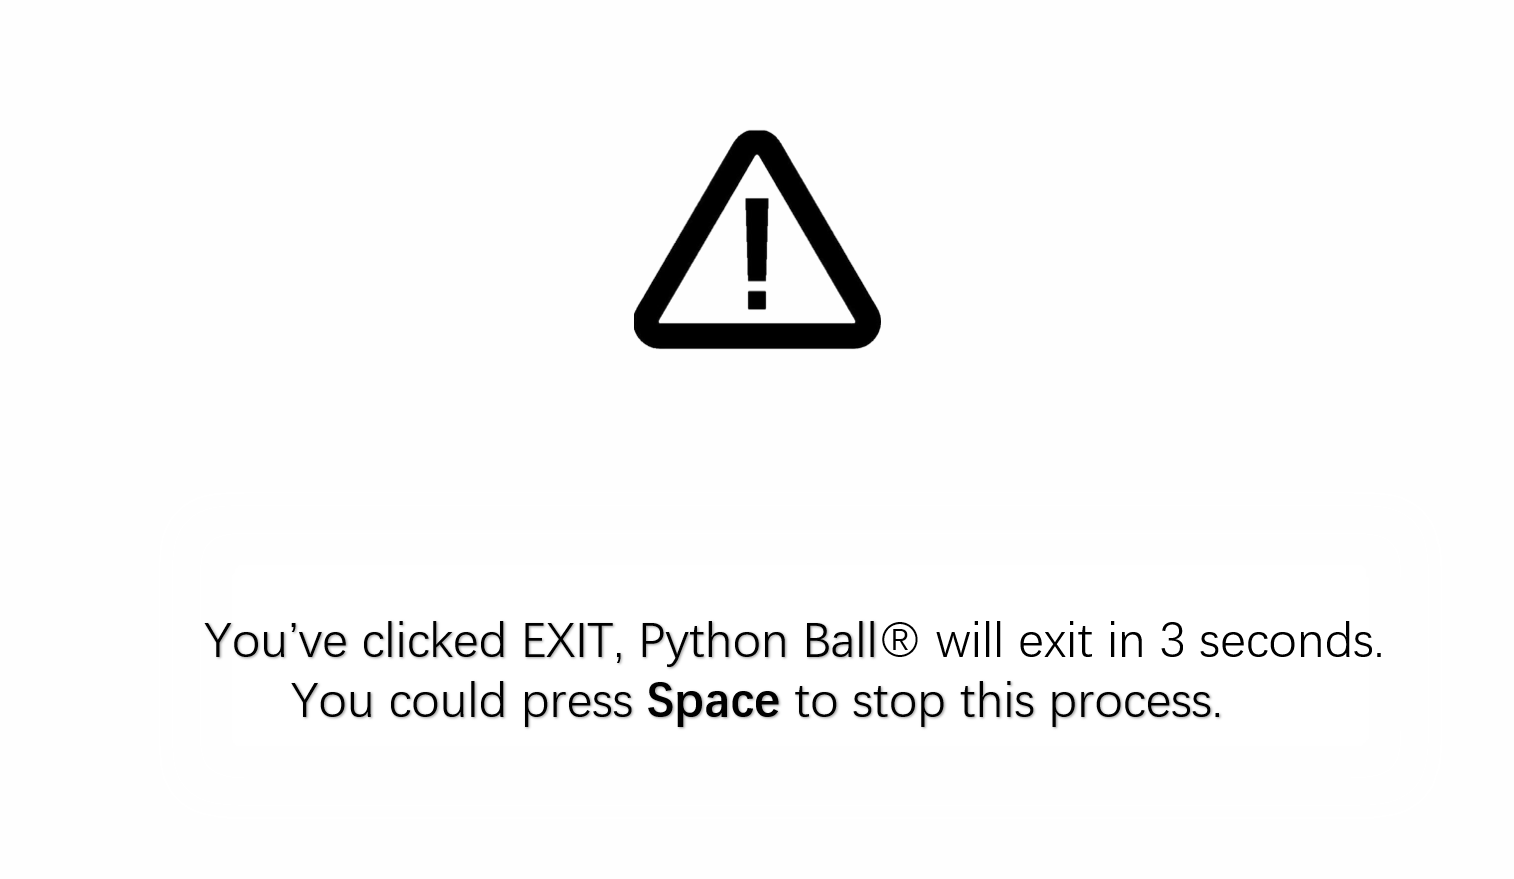 You’ve clicked EXIT, Python Ball® will exit in 3 seconds.
You could press Space to stop this process.